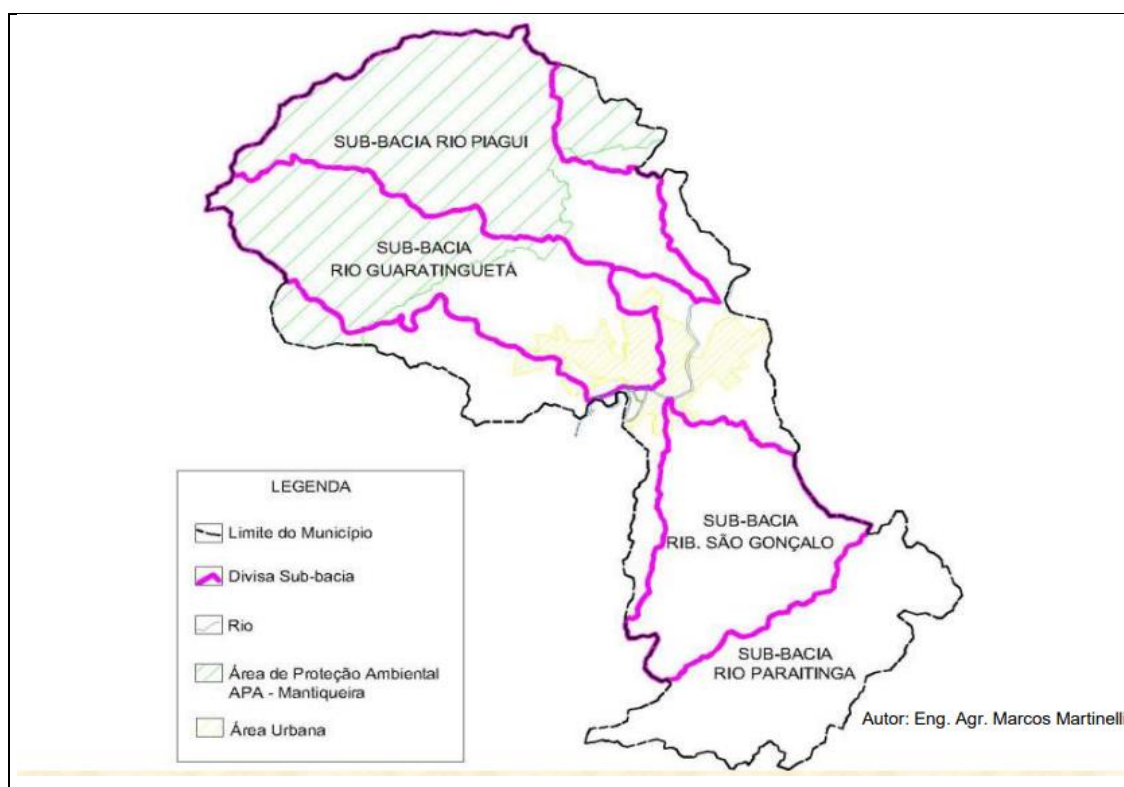 SUB-BACIA RIO PIAGUI
SUB-BACIA
RIO GUARATINGUETÁ
SUB-BACIA
RIB. SÃO GONÇALO
SUB-BACIA
RIO PARAITINGA
LEGENDA
Limite do Município
Divisa Sub-bacia
Rio
Área de Proteção Ambiental
APA - Mantiqueira
Área Urbana
Autor: Eng. Agr. Marcos Martinelli